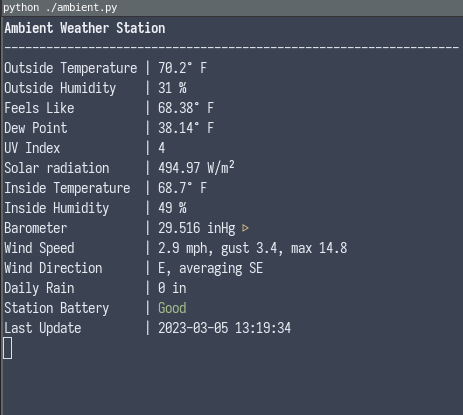 python ./ambient.py
Ambient Weather Station
-----------------------------------------------------------------
Outside Temperature | 70.2° F
Outside Humidity | 31 %
Feels Like | 68.38° F
Dew Point | 38.14° F
UV Index | 4
Solar radiation | 494.97 W/m²
Inside Temperature | 68.7° F
Inside Humidity | 49 %
Barometer | 29.516 inHg ▹
Wind Speed | 2.9 mph, gust 3.4, max 14.8
Wind Direction | E, averaging SE
Daily Rain | 0 in
Station Battery | Good
Last Update | 2023-03-05 13:19:34